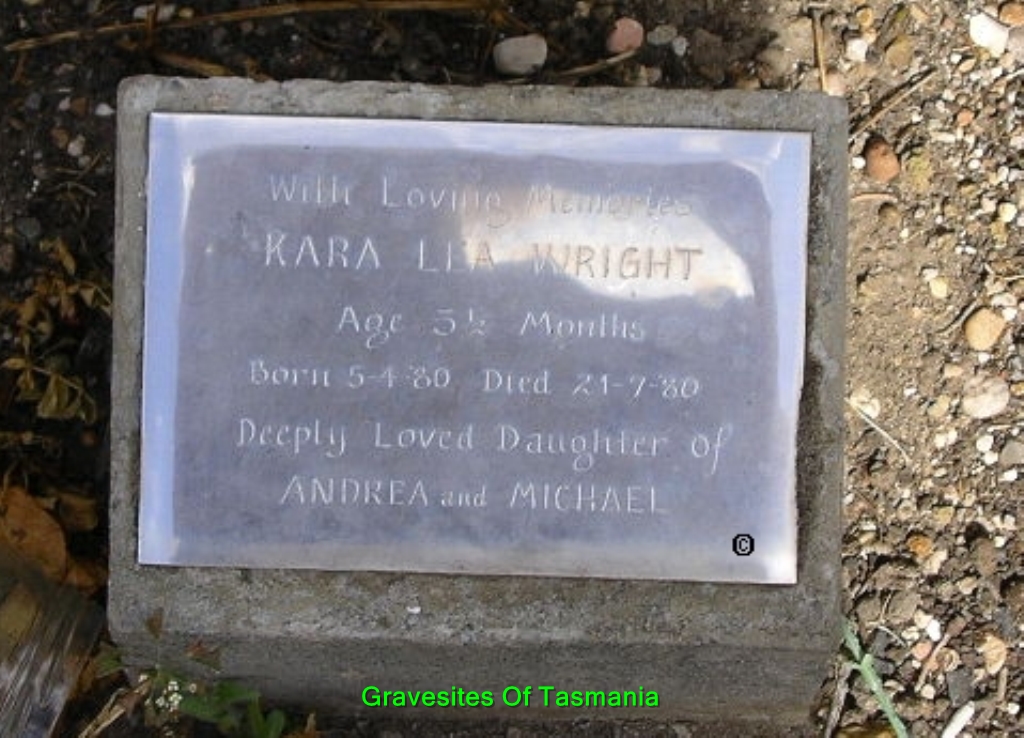 With Loving Memories
KARA LEA WRIGHT
Age 3½ Months
Born 5-4-80 Died 21-7-80
Deeply Loved Daughter of
ANDREA and MICHAEL
©
Gravesites Of Tasmania